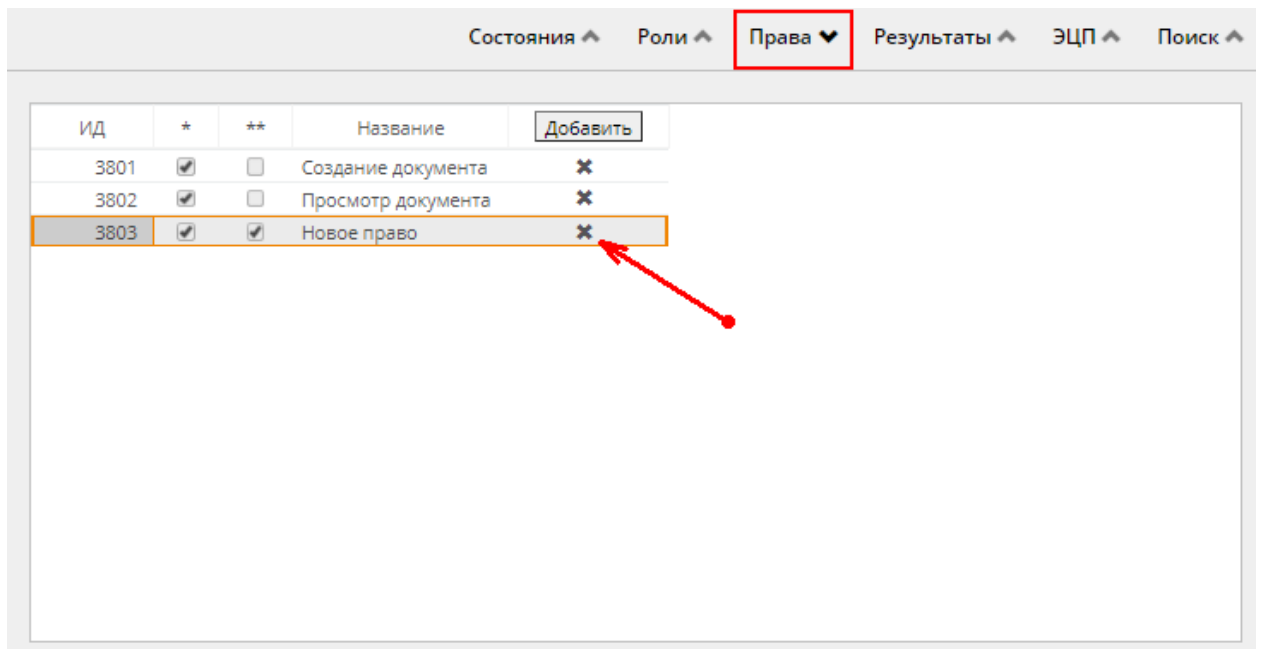 Состояния Роли Права Результаты ЭЦП Поиск
ИД * ** Название Добавить
3801 Создание документа
3802 Просмотр документа
3803 Новое право